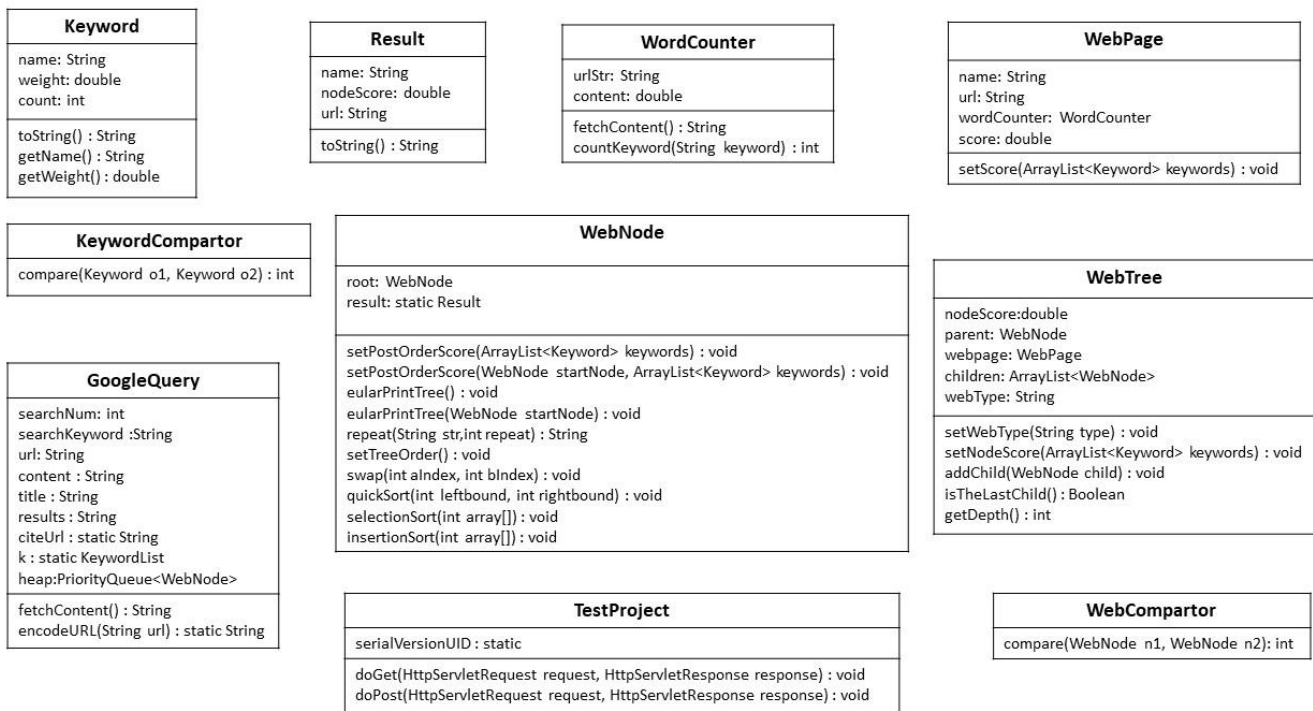 Keyword
name: String
weight: double
count: int
toString() : String
getName() : String
getWeight() : double
Result
name: String
nodeScore: double
url: String
toString() : String
WordCounter
urlStr: String
content: double
fetchContent() : String
countKeyword(String keyword) : int
WebPage
name: String
url: String
wordCounter: WordCounter
score: double
setScore(ArrayList<Keyword> keywords) : void
KeywordCompartor
compare(Keyword o1, Keyword o2) : int
WebNode
root: WebNode
result: static Result
setPostOrderScore(ArrayList<Keyword> keywords) : void
setPostOrderScore(WebNode startNode, ArrayList<Keyword> keywords) : void
eularPrintTree() : void
eularPrintTree(WebNode startNode) : void
repeat(String str,int repeat) : String
setTreeOrder() : void
swap(int aIndex, int bIndex) : void
quickSort(int leftbound, int rightbound) : void
selectionSort(int array[]) : void
insertionSort(int array[]) : void
WebTree
nodeScore:double
parent: WebNode
webpage: WebPage
children: ArrayList<WebNode>
webType: String
setWebType(String type) : void
setNodeScore(ArrayList<Keyword> keywords) : void
addChild(WebNode child) : void
isTheLastChild() : Boolean
getDepth() : int
GoogleQuery
searchNum: int
searchKeyword :String
url: String
content : String
title : String
results : String
citeUrl : static String
k : static KeywordList
heap:PriorityQueue<WebNode>
fetchContent() : String
encodeURL(String url) : static String
TestProject
serialVersionUID : static
doGet(HttpServletRequest request, HttpServletResponse response) : void
doPost(HttpServletRequest request, HttpServletResponse response) : void
WebCompartor
compare(WebNode n1, WebNode n2): int